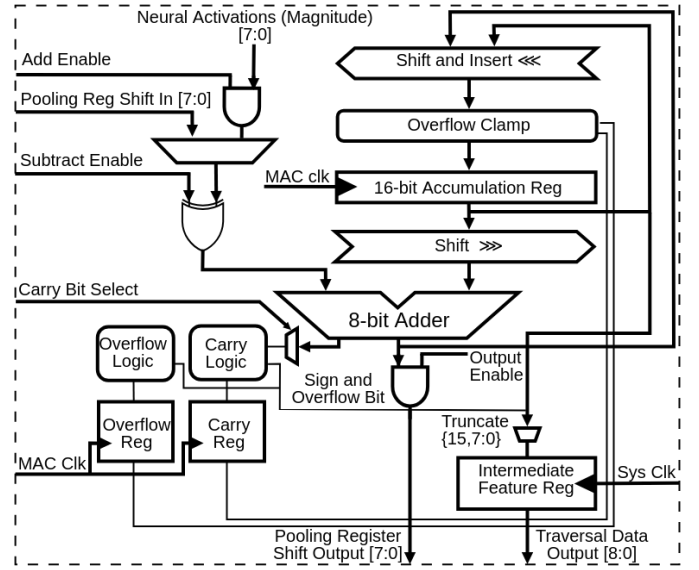 Neural Activations (Magnitude)
[7:0]
Add Enable
Shift and Insert <<<
Pooling Reg Shift In [7:0]
Overflow Clamp
Subtract Enable
MAC clk
16-bit Accumulation Reg
Shift >>>
Carry Bit Select
8-bit Adder
Overflow
Logic
Carry
Logic
Output
Enable
Sign and
Overflow Bit
Truncate
{15,7:0}
Overflow
Reg
Carry
Reg
MAC Clk
Intermediate
Feature Reg
Sys Clk
Pooling Register
Shift Output [7:0]
Traversal Data
Output [8:0]